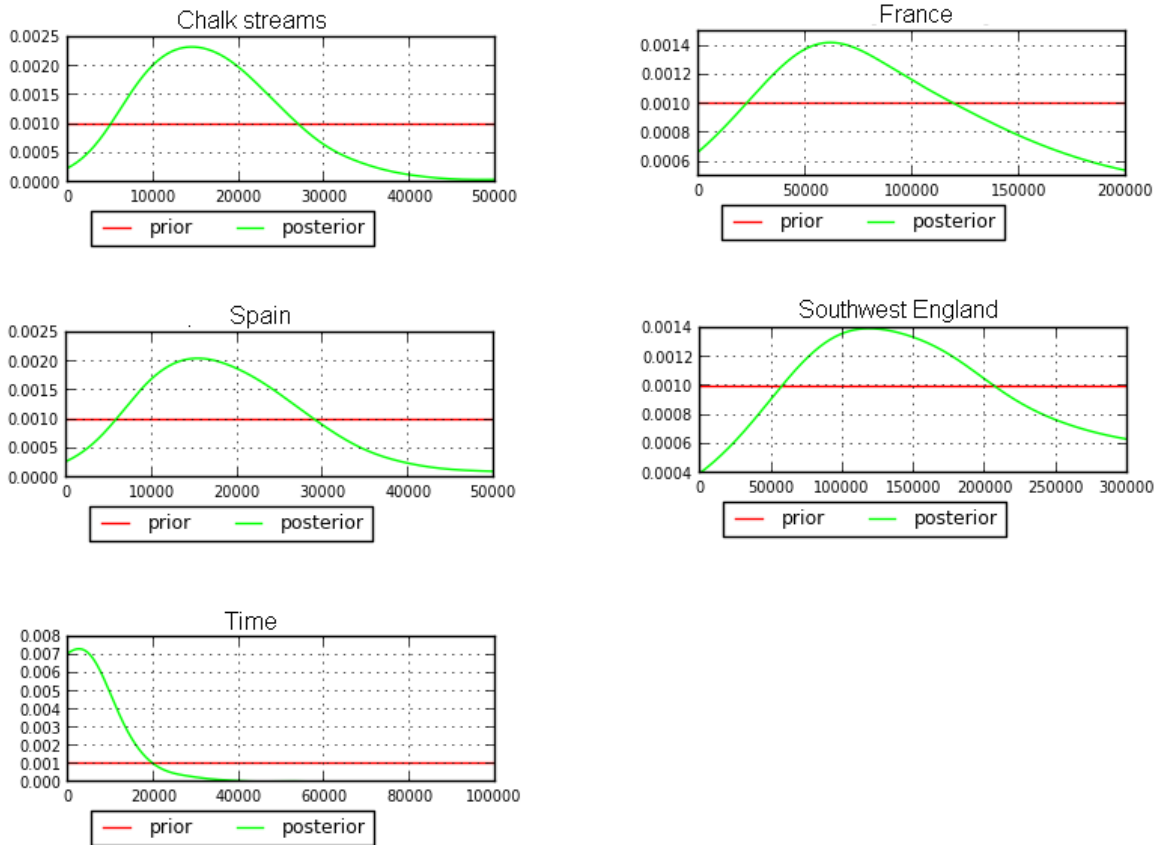 Chalk streams
0.0025
0.0020
0.0015
0.0010
0.0005
0.0000
0 10000 20000 30000 40000 50000
prior posterior
France
0.0014
0.0012
0.0010
0.0008
0.0006
0 50000 100000 150000 200000
prior posterior
Spain
0.0025
0.0020
0.0015
0.0010
0.0005
0.0000
0 10000 20000 30000 40000 50000
prior posterior
Southwest England
0.0014
0.0012
0.0010
0.0008
0.0006
0.0004
0 50000 100000 150000 200000 250000 300000
prior posterior
Time
0.008
0.007
0.006
0.005
0.004
0.003
0.002
0.001
0.000
0 20000 40000 60000 80000 100000
prior posterior